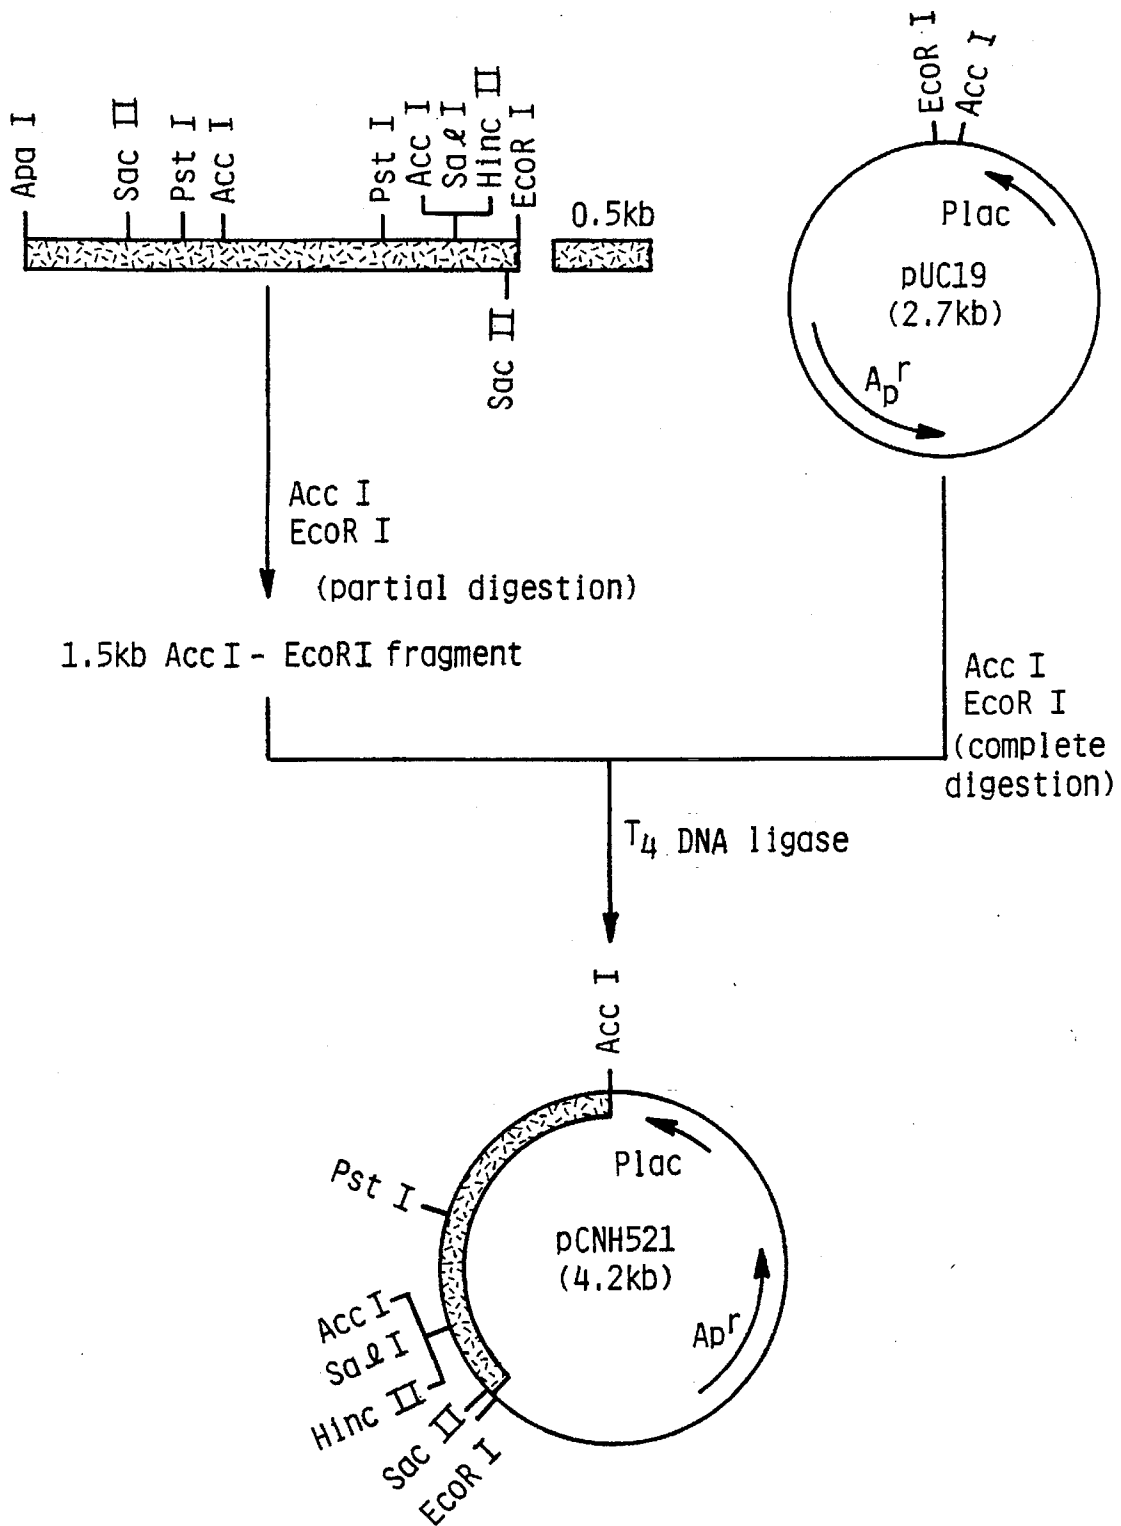 Apa I
Sac II
Pst I
Acc I
Pst I
Acc I
Sal I
Hinc II
EcoR I
Sac II
0.5kb
EcoR I
Acc I
Plac
pUC19
(2.7kb)
Apr
Acc I
EcoR I
(partial digestion)
1.5kb Acc I - EcoRI fragment
Acc I
EcoR I
(complete
digestion)
T4 DNA ligase
Acc I
Plac
Pst I
pCNH521
(4.2kb)
Apr
Acc I
Sal I
Hinc II
Sac II
EcoR I